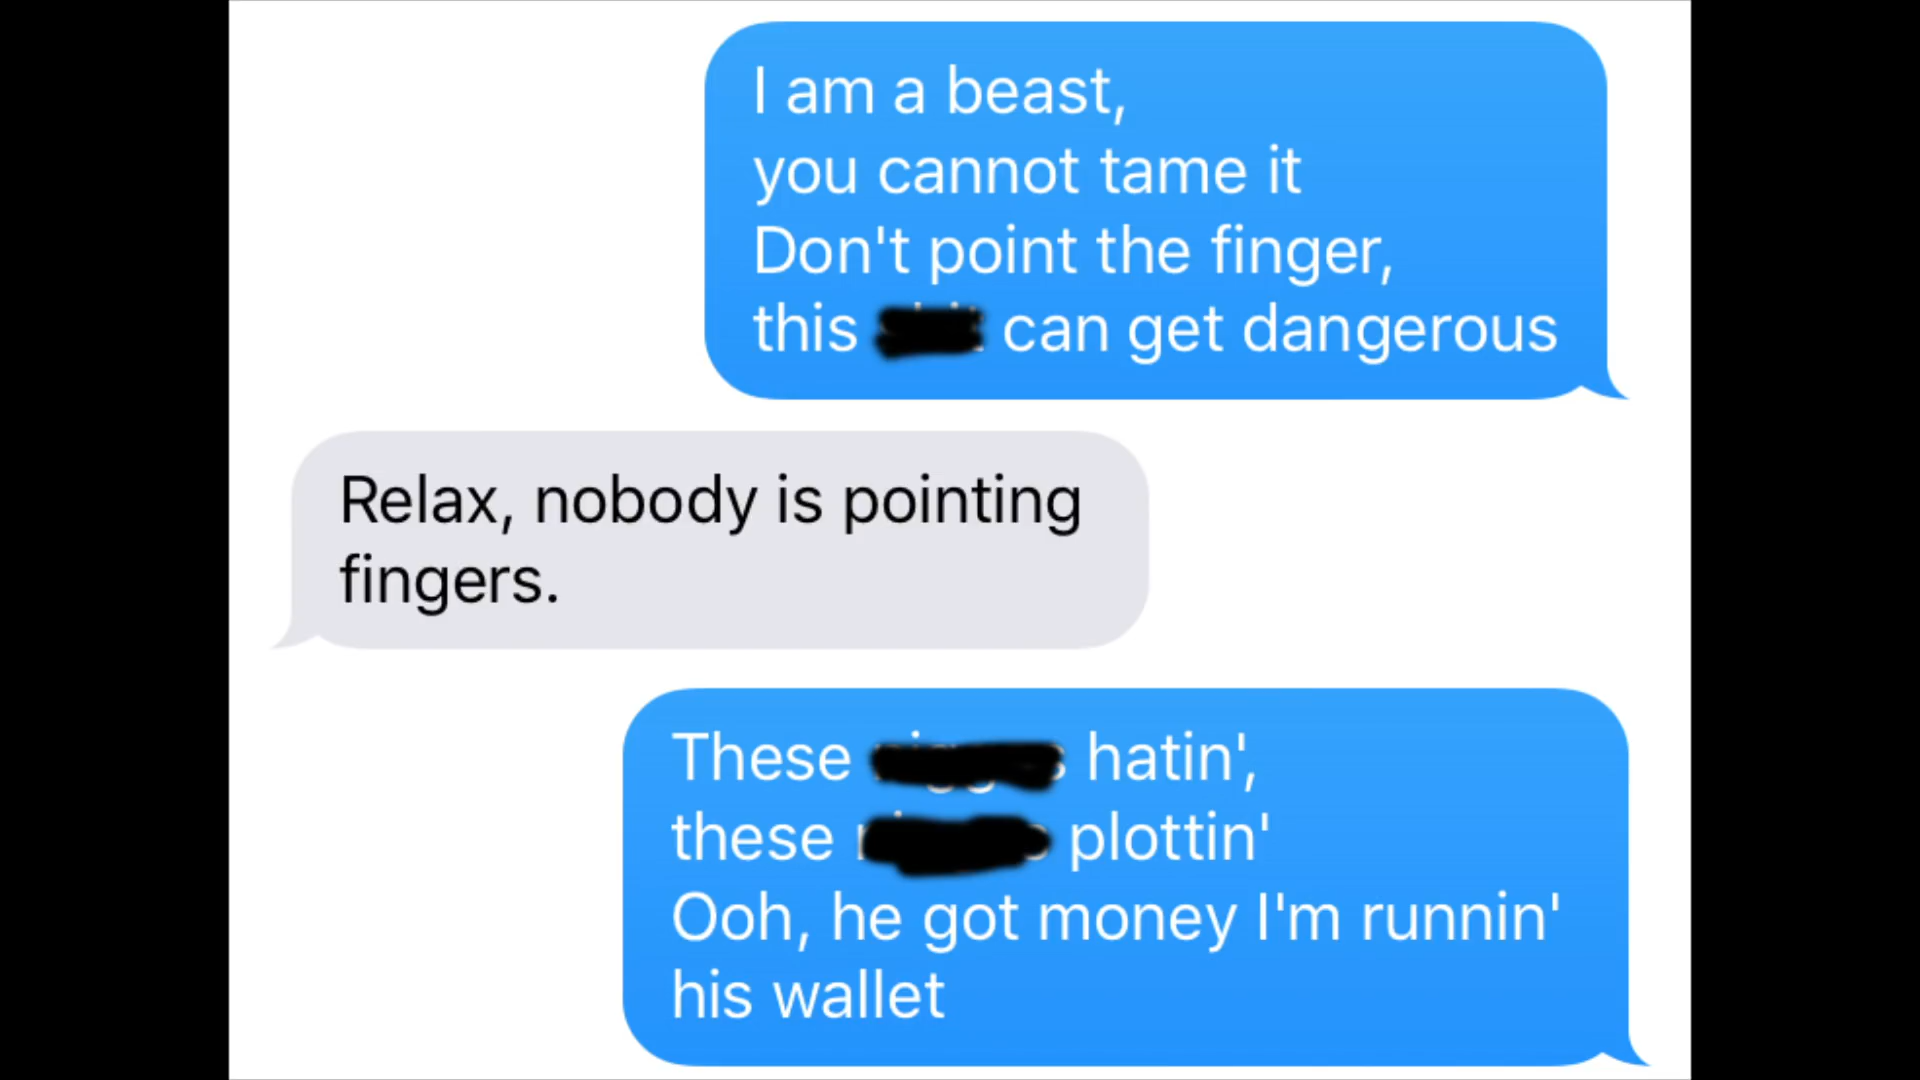 I am a beast,
you cannot tame it
Don't point the finger,
this can get dangerous
Relax, nobody is pointing
fingers.
These hatin',
these plottin'
Ooh, he got money I'm runnin'
his wallet